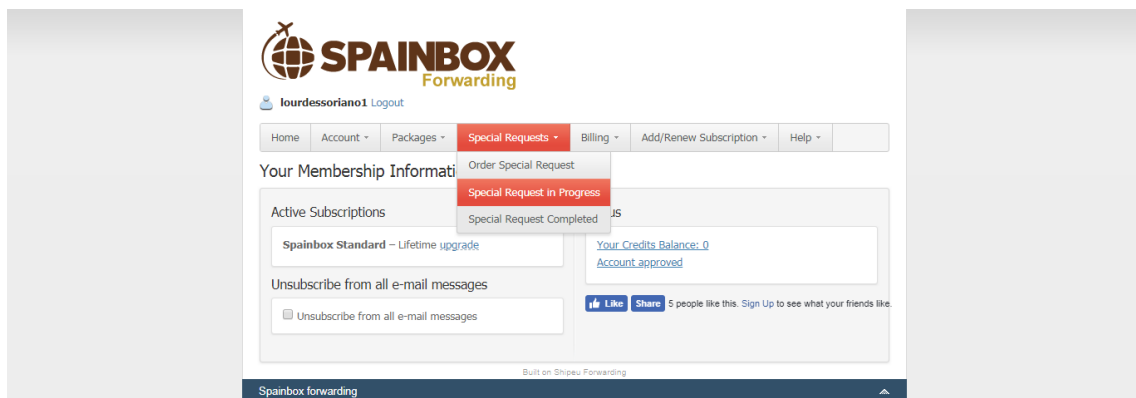 SPAINBOX
Forwarding
lourdessoriano1 Logout
Home Account Packages Special Requests Billing Add/Renew Subscription Help
Order Special Request
Special Request in Progress
Special Request Completed
Your Membership Informati
Active Subscriptions
Spainbox Standard – Lifetime upgrade
Unsubscribe from all e-mail messages
Unsubscribe from all e-mail messages
us
Your Credits Balance: 0
Account approved
Like Share 5 people like this. Sign Up to see what your friends like.
Built on Shipeu Forwarding
Spainbox forwarding